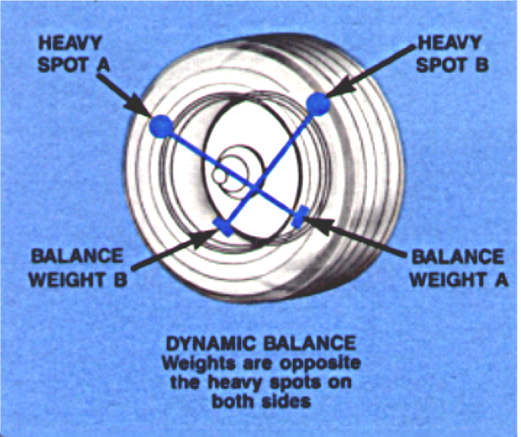 HEAVY
SPOT A
HEAVY
SPOT B
BALANCE
WEIGHT B
BALANCE
WEIGHT A
DYNAMIC BALANCE
Weights are opposite
the heavy spots on
both sides